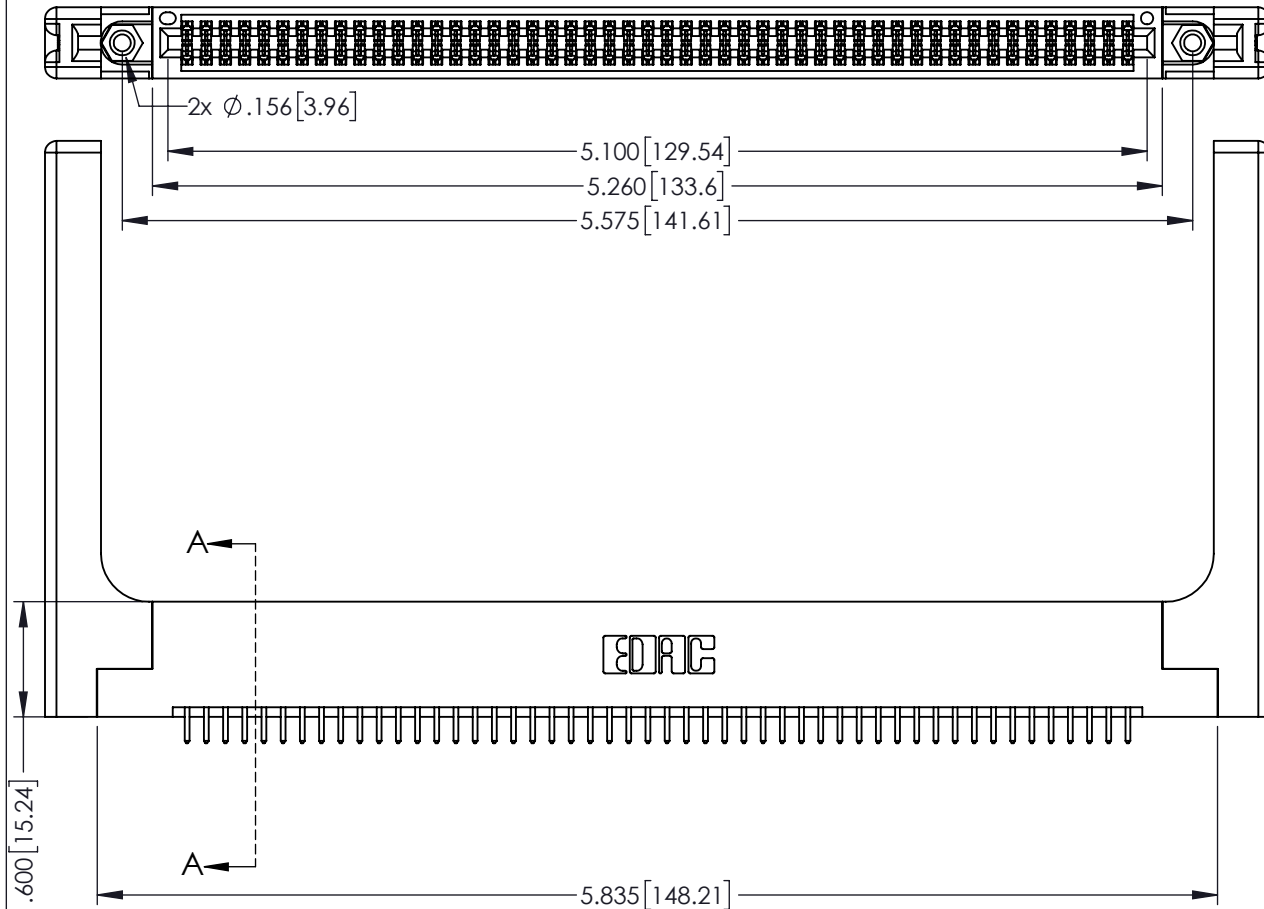 2x ⌀.156[3.96]
5.100[129.54]
5.260[133.6]
5.575[141.61]
A
EDAC
A
.600[15.24]
5.835[148.21]